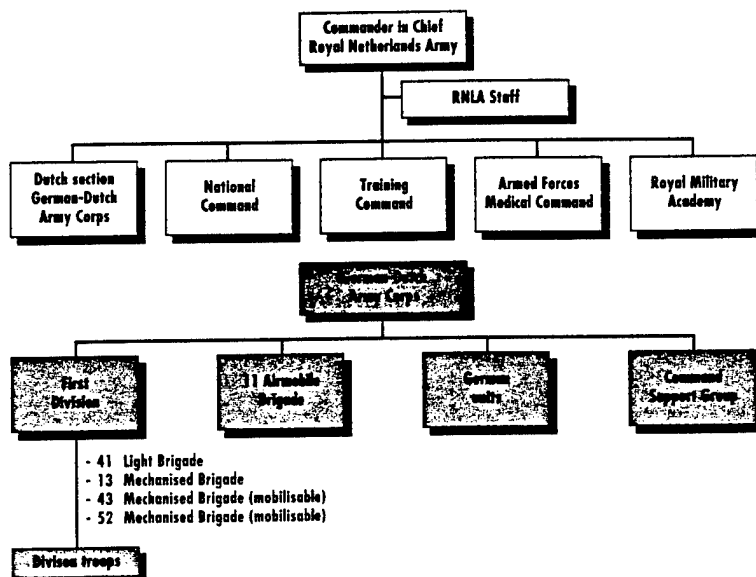 Commander in Chief
Royal Netherlands Army
RNLA Staff
Dutch section
German-Dutch
Army Corps
National
Command
Training
Command
Armed Forces
Medical Command
Royal Military
Academy
German-Dutch
Army Corps
First
Division
11 Airmobile
Brigade
German
units
Command
Support Group
- 41 Light Brigade
- 13 Mechanised Brigade
- 43 Mechanised Brigade (mobilisable)
- 52 Mechanised Brigade (mobilisable)
Divison troops